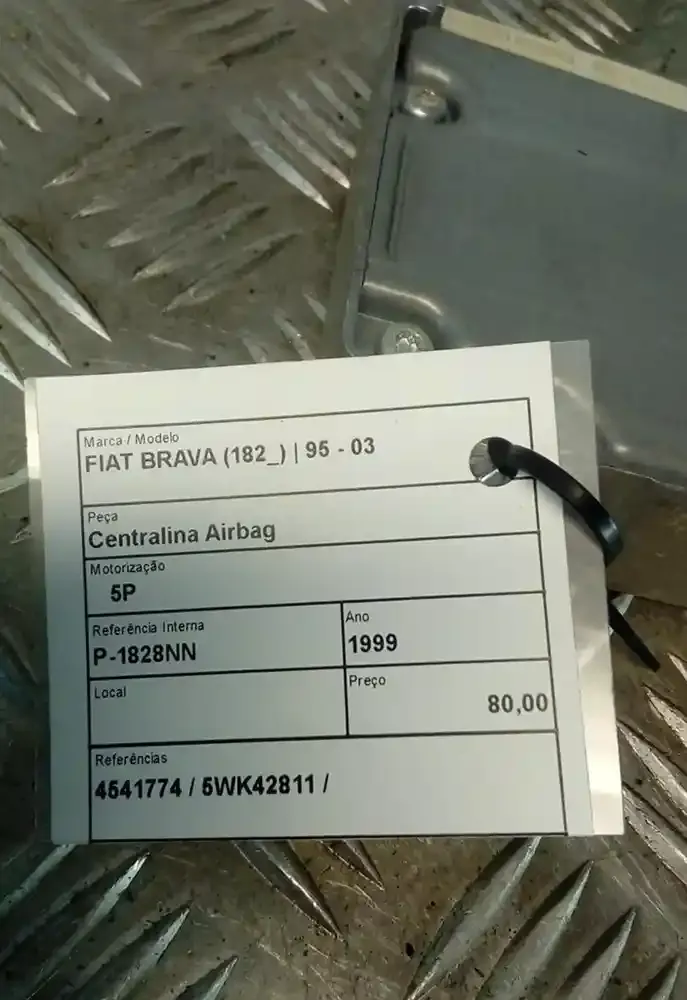 Marca / Modelo
FIAT BRAVA (182_) | 95 - 03
Peça
Centralina Airbag
Motorização
5P
Referência Interna
P-1828NN
Ano
1999
Local
Preço
80,00
Referências
4541774 / 5WK42811 /